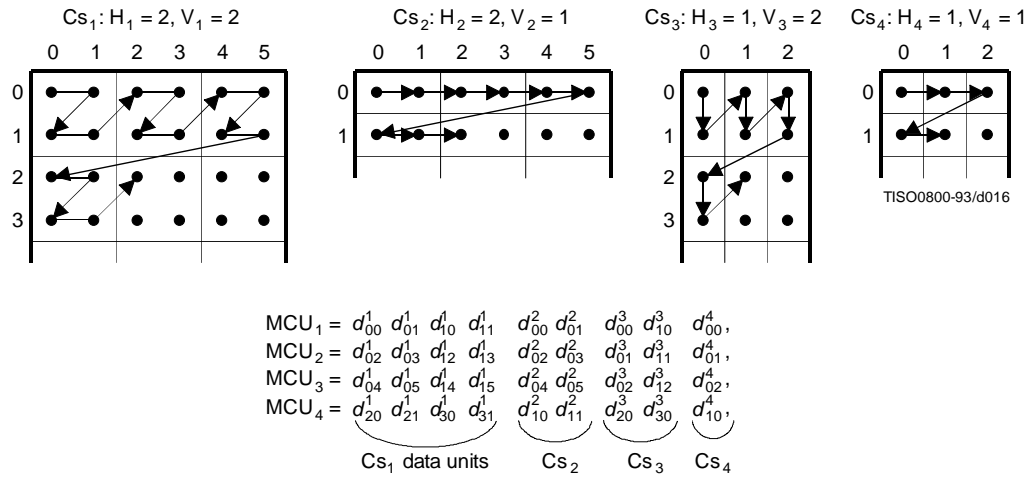 Cs₁: H₁ = 2, V₁ = 2
0 1 2 3 4 5
0
1
2
3
Cs₂: H₂ = 2, V₂ = 1
0 1 2 3 4 5
0
1
Cs₃: H₃ = 1, V₃ = 2
0 1 2
0
1
2
3
Cs₄: H₄ = 1, V₄ = 1
0 1 2
0
1
TISO0800-93/d016
MCU₁ = d¹₀₀ d¹₀₁ d¹₁₀ d¹₁₁ d²₀₀ d²₀₁ d³₀₀ d³₁₀ d⁴₀₀,
MCU₂ = d¹₀₂ d¹₀₃ d¹₁₂ d¹₁₃ d²₀₂ d²₀₃ d³₀₁ d³₁₁ d⁴₀₁,
MCU₃ = d¹₀₄ d¹₀₅ d¹₁₄ d¹₁₅ d²₀₄ d²₀₅ d³₀₂ d³₁₂ d⁴₀₂,
MCU₄ = d¹₂₀ d¹₂₁ d¹₃₀ d¹₃₁ d²₁₀ d²₁₁ d³₂₀ d³₃₀ d⁴₁₀,
Cs₁ data units Cs₂ Cs₃ Cs₄